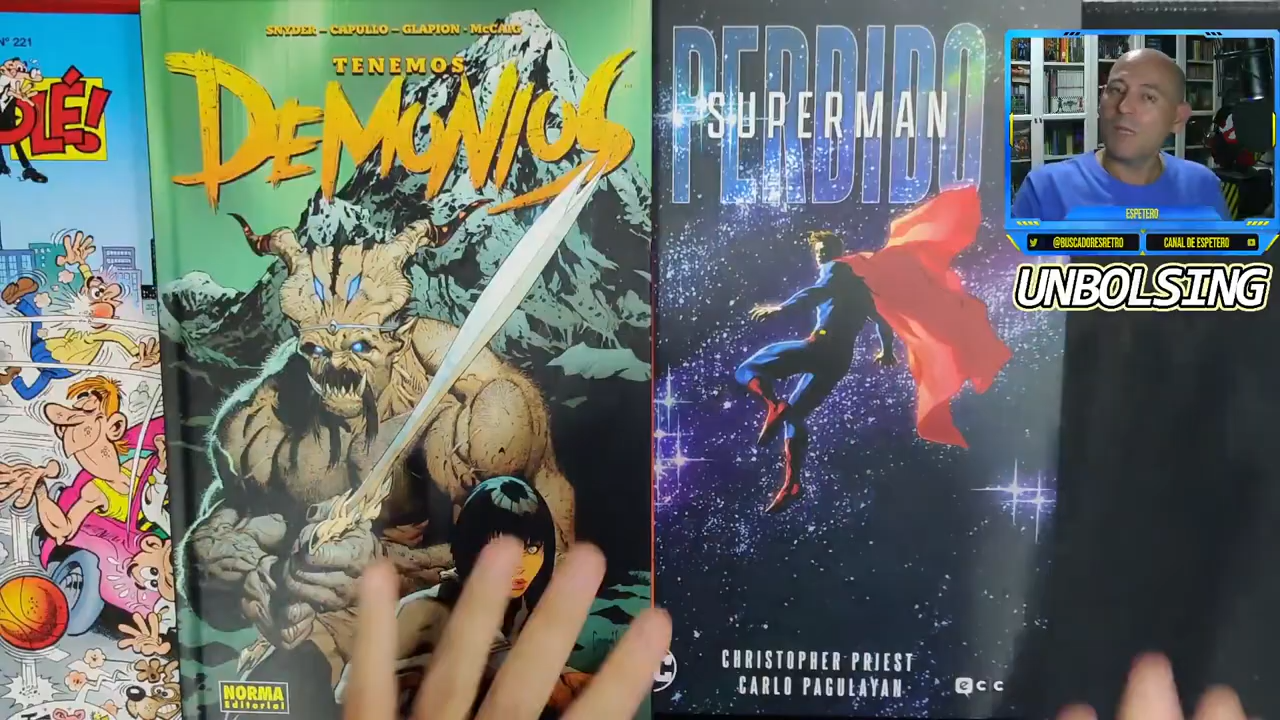 Nº 221
OLÉ!
SNYDER – CAPULLO – GLAPION – McCAIG
TENEMOS
DEMONIOS
NORMA
Editorial
PERDIDO
SUPERMAN
CHRISTOPHER PRIEST
CARLO PAGULAYAN
ecc
ESPETERO
@BUSCADORESRETRO
CANAL DE ESPETERO
UNBOLSING